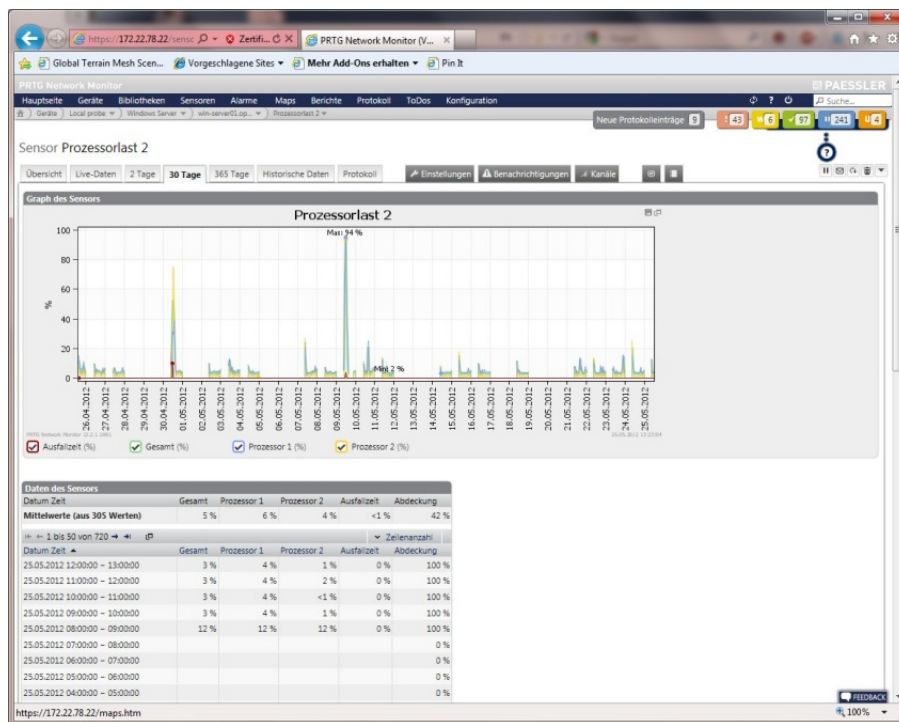 https://172.22.78.22/sensc
Zertifi...
PRTG Network Monitor (V...
Global Terrain Mesh Scen...
Vorgeschlagene Sites
Mehr Add-Ons erhalten
Pin It
PRTG Network Monitor
PAESSLER
Hauptseite Geräte Bibliotheken Sensoren Alarme Maps Berichte Protokoll ToDos Konfiguration
Suche...
Geräte Local probe Windows Server win-server01.op... Prozessorlast 2
Neue Protokolleinträge 9
43 6 97 241 U 4
Sensor Prozessorlast 2
Übersicht Live-Daten 2 Tage 30 Tage 365 Tage Historische Daten Protokoll Einstellungen Benachrichtigungen Kanäle
Graph des Sensors
Prozessorlast 2
Max: 94 %
100
80
60
%
40
20
0
Min: 2 %
26.04.2012 27.04.2012 28.04.2012 29.04.2012 30.04.2012 01.05.2012 02.05.2012 03.05.2012 04.05.2012 05.05.2012 06.05.2012 07.05.2012 08.05.2012 09.05.2012 10.05.2012 11.05.2012 12.05.2012 13.05.2012 14.05.2012 15.05.2012 16.05.2012 17.05.2012 18.05.2012 19.05.2012 20.05.2012 21.05.2012 22.05.2012 23.05.2012 24.05.2012 25.05.2012
Ausfallzeit (%) Gesamt (%) Prozessor 1 (%) Prozessor 2 (%)
Daten des Sensors
Datum Zeit Gesamt Prozessor 1 Prozessor 2 Ausfallzeit Abdeckung
Mittelwerte (aus 305 Werten) 5 % 6 % 4 % <1 % 42 %
1 bis 50 von 720 Zeilenanzahl
Datum Zeit Gesamt Prozessor 1 Prozessor 2 Ausfallzeit Abdeckung
25.05.2012 12:00:00 – 13:00:00 3 % 4 % 1 % 0 % 100 %
25.05.2012 11:00:00 – 12:00:00 3 % 4 % 2 % 0 % 100 %
25.05.2012 10:00:00 – 11:00:00 3 % 4 % <1 % 0 % 100 %
25.05.2012 09:00:00 – 10:00:00 3 % 4 % 1 % 0 % 100 %
25.05.2012 08:00:00 – 09:00:00 12 % 12 % 12 % 0 % 100 %
25.05.2012 07:00:00 – 08:00:00 0 %
25.05.2012 06:00:00 – 07:00:00 0 %
25.05.2012 05:00:00 – 06:00:00 0 %
25.05.2012 04:00:00 – 05:00:00 0 %
FEEDBACK
https://172.22.78.22/maps.htm
100%